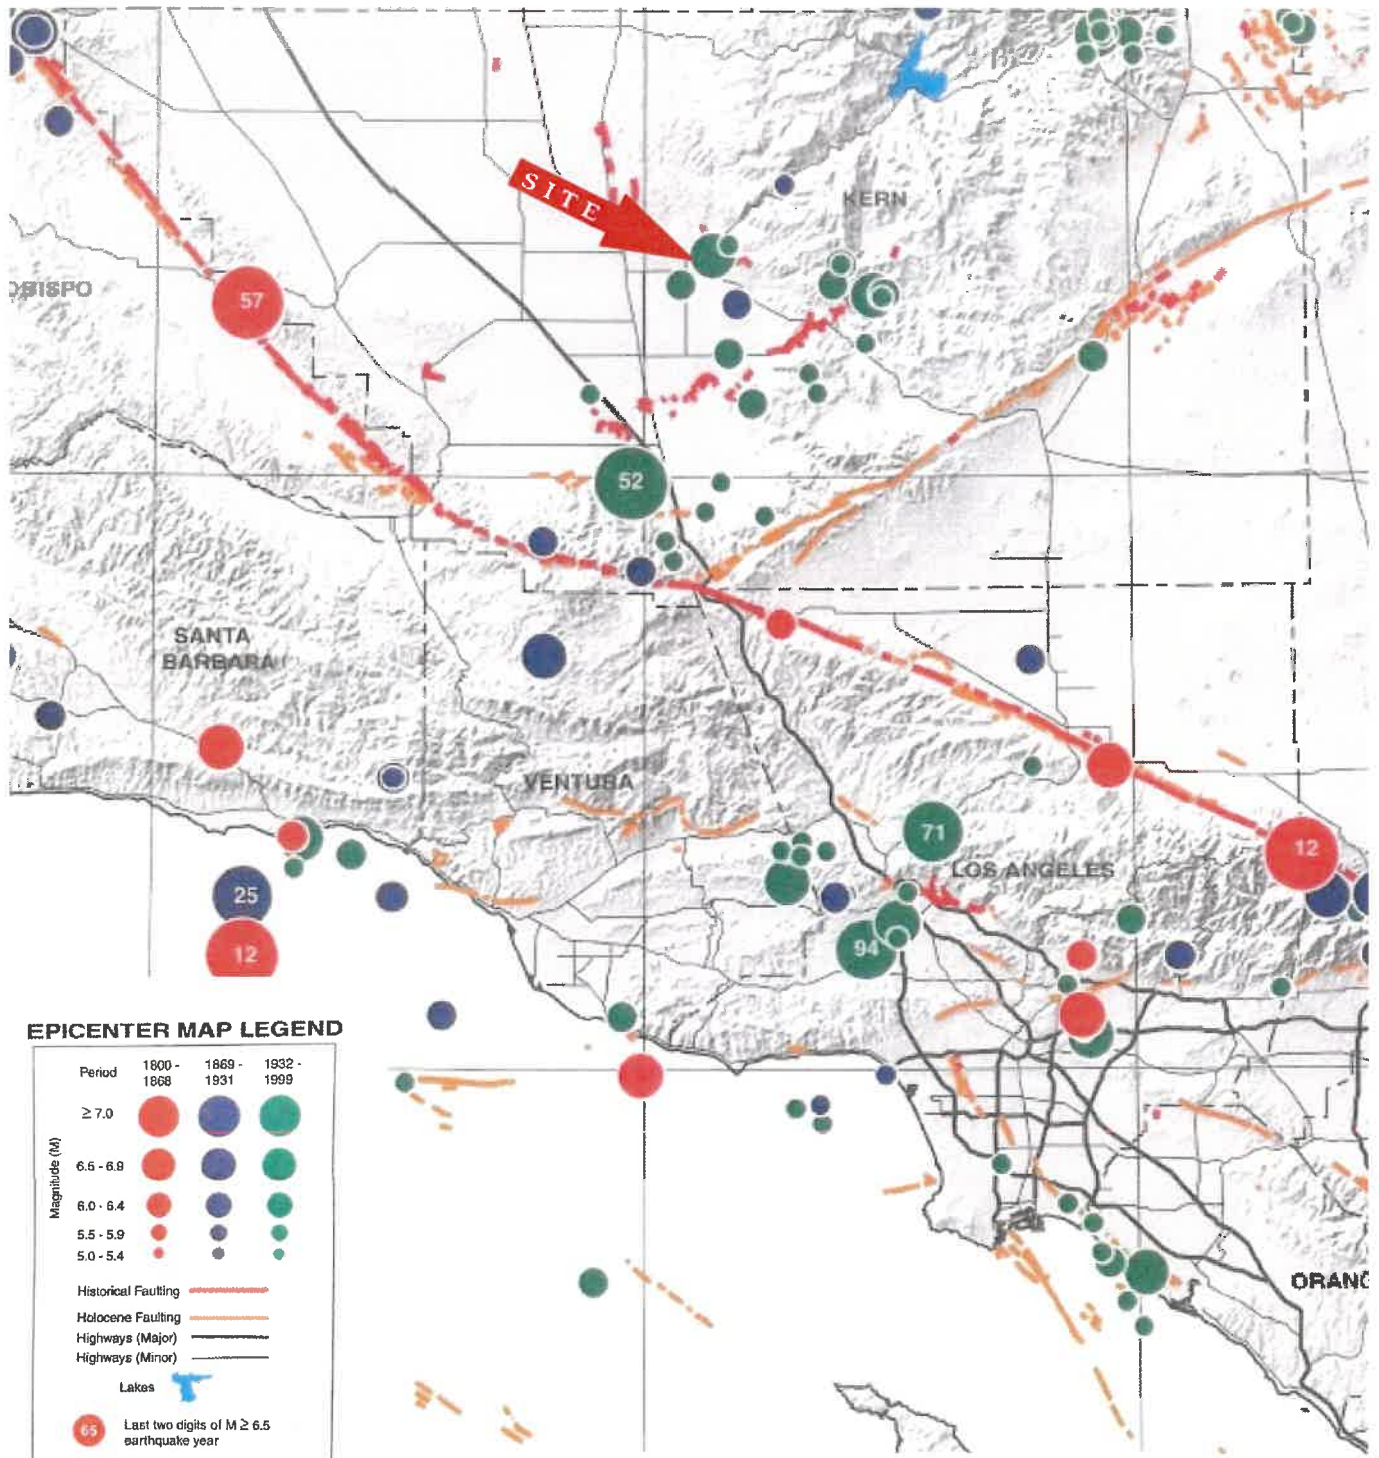 SITE
KERN
57
52
SANTA
BARBARA
VENTURA
71
LOS ANGELES
12
25
12
94
EPICENTER MAP LEGEND
Period
1800 -
1868
1869 -
1931
1932 -
1999
Magnitude (M)
≥ 7.0
6.5 - 6.9
6.0 - 6.4
5.5 - 5.9
5.0 - 5.4
Historical Faulting
Holocene Faulting
Highways (Major)
Highways (Minor)
Lakes
65
Last two digits of M ≥ 6.5
earthquake year